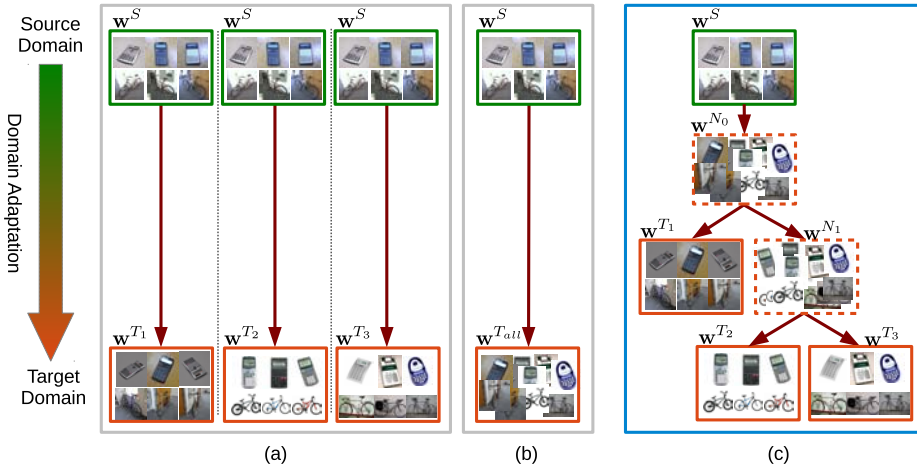 Source
Domain
Domain Adaptation
Target
Domain
w^S w^S w^S
w^{T_1} w^{T_2} w^{T_3}
(a)
w^S
w^{T_{all}}
(b)
w^S
w^{N_0}
w^{T_1} w^{N_1}
w^{T_2} w^{T_3}
(c)